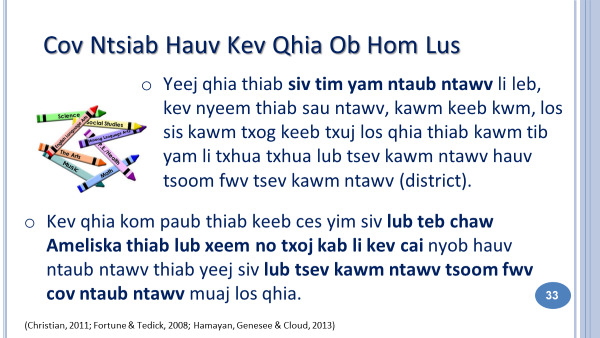 Cov Ntsiab Hauv Kev Qhia Ob Hom Lus
o Yeej qhia thiab siv tim yam ntaub ntawv li leb,
kev nyeem thiab sau ntawv, kawm keeb kwm, los
sis kawm txog keeb txuj los qhia thiab kawm tib
yam li txhua txhua lub tsev kawm ntawv hauv
tsoom fwv tsev kawm ntawv (district).
Science
Social Studies
English Language Arts
P.E./Health
The Arts
Music
Math
o Kev qhia kom paub thiab keeb ces yim siv lub teb chaw
Ameliska thiab lub xeem no txoj kab li kev cai nyob hauv
ntaub ntawv thiab yeej siv lub tsev kawm ntawv tsoom fwv
cov ntaub ntawv muaj los qhia.
33
(Christian, 2011; Fortune & Tedick, 2008; Hamayan, Genesee & Cloud, 2013)